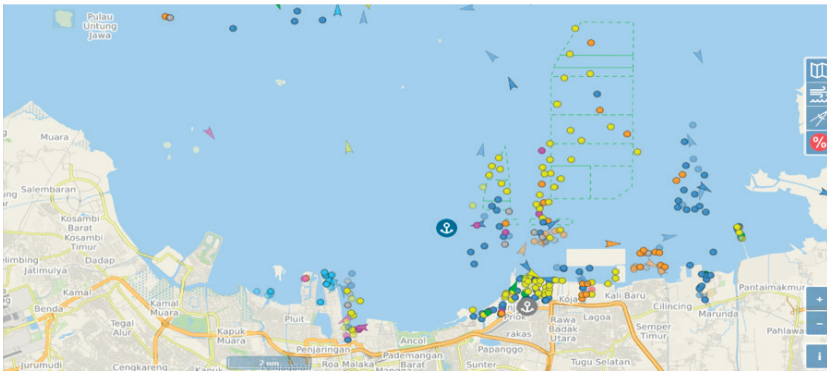 Pulau
Untung
Jawa
Muara
Salembaran
Kosambi
Barat
Kosambi
Timur
Dadap
Jatimulya
Benda
Kamal
Kamal
Muara
Tegal
Alur
Kapuk
Muara
Pluit
Penjaringan
Ancol
Pademangan
Barat
Roa Malaka
Cengkareng
Jurumudi
2 nm
Priok
Papanggo
Sunter
Koja
Rawa
Badak
Utara
Lagoa
Tugu Selatan
Kali Baru
Semper
Timur
Cilincing
Marunda
Pantaimakmur
Pahlawa
%
+
−
i